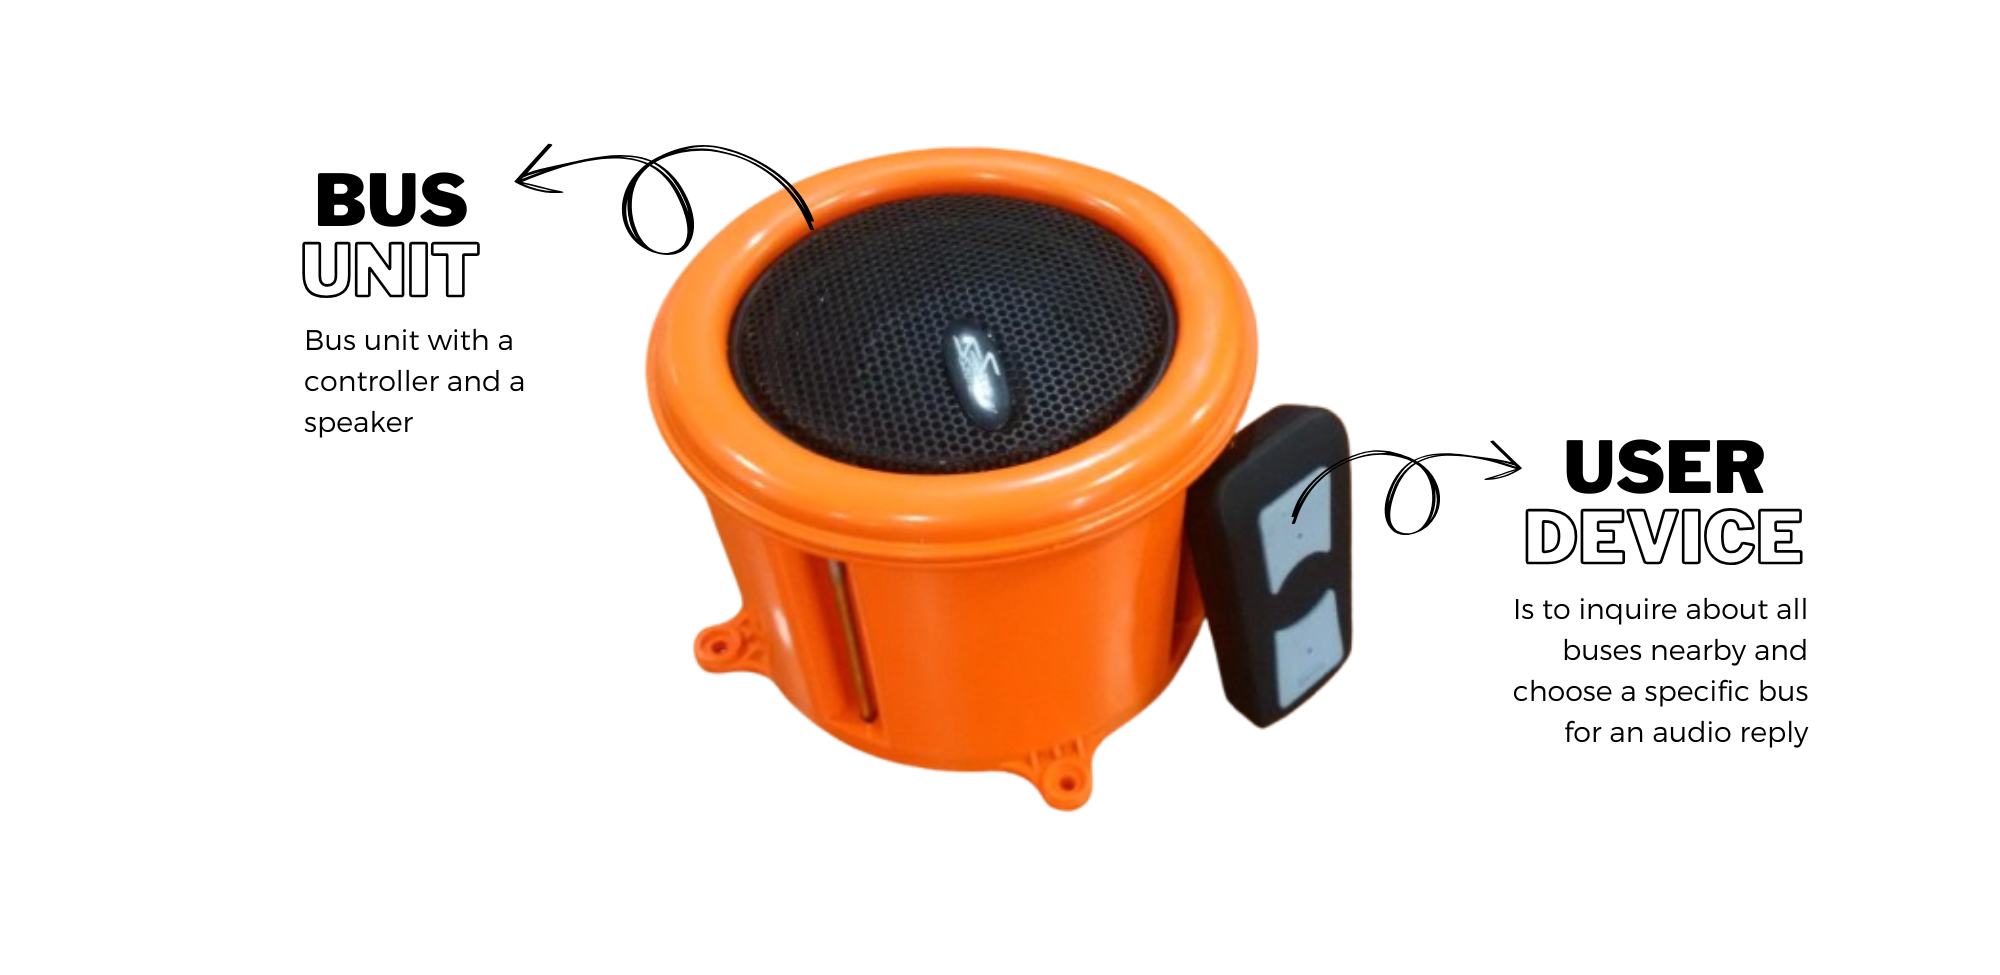 BUS
UNIT
Bus unit with a
controller and a
speaker
USER
DEVICE
Is to inquire about all
buses nearby and
choose a specific bus
for an audio reply